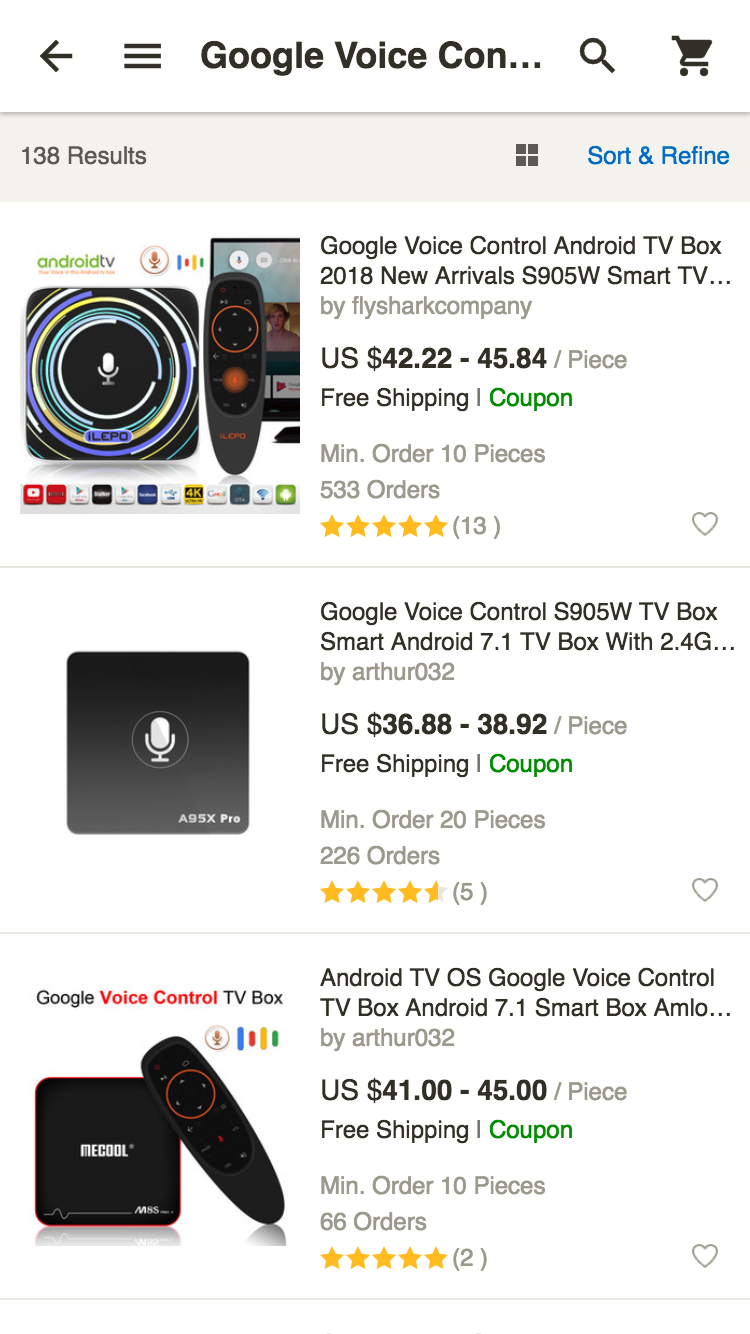 Google Voice Con...
138 Results
Sort & Refine
androidtv
Your Voice in the Android tv box
iLEPO
iLEPO
4K
Google Voice Control Android TV Box
2018 New Arrivals S905W Smart TV...
by flysharkcompany
US $42.22 - 45.84 / Piece
Free Shipping | Coupon
Min. Order 10 Pieces
533 Orders
(13 )
A95X Pro
Google Voice Control S905W TV Box
Smart Android 7.1 TV Box With 2.4G...
by arthur032
US $36.88 - 38.92 / Piece
Free Shipping | Coupon
Min. Order 20 Pieces
226 Orders
(5 )
Google Voice Control TV Box
MECOOL
M8S
Android TV OS Google Voice Control
TV Box Android 7.1 Smart Box Amlo...
by arthur032
US $41.00 - 45.00 / Piece
Free Shipping | Coupon
Min. Order 10 Pieces
66 Orders
(2 )